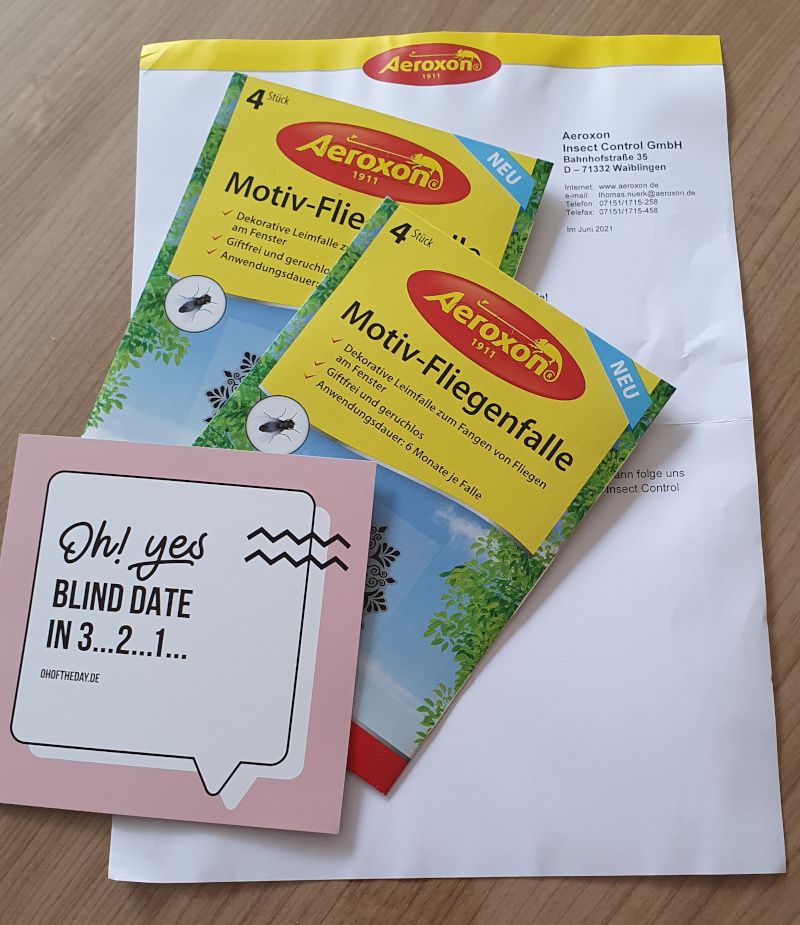 Aeroxon®
1911
Aeroxon
Insect Control GmbH
Bahnhofstraße 35
D – 71332 Waiblingen
Internet: www.aeroxon.de
e-mail: thomas.nuerk@aeroxon.de
Telefon: 07151/1715-258
Telefax: 07151/1715-458
Im Juni 2021
folge uns
Insect Control
4 Stück
NEU
Aeroxon®
1911
Dekorative Leimfalle
am Fenster
Giftfrei und
Anwendungsdauer:
4 Stück
NEU
Aeroxon®
1911
Motiv-Fliegenfalle
Dekorative Leimfalle zum Fangen von Fliegen
am Fenster
Giftfrei und geruchlos
Anwendungsdauer: 6 Monate je Falle
Oh! yes
BLIND DATE
IN 3...2...1...
OHOFTHEDAY.DE